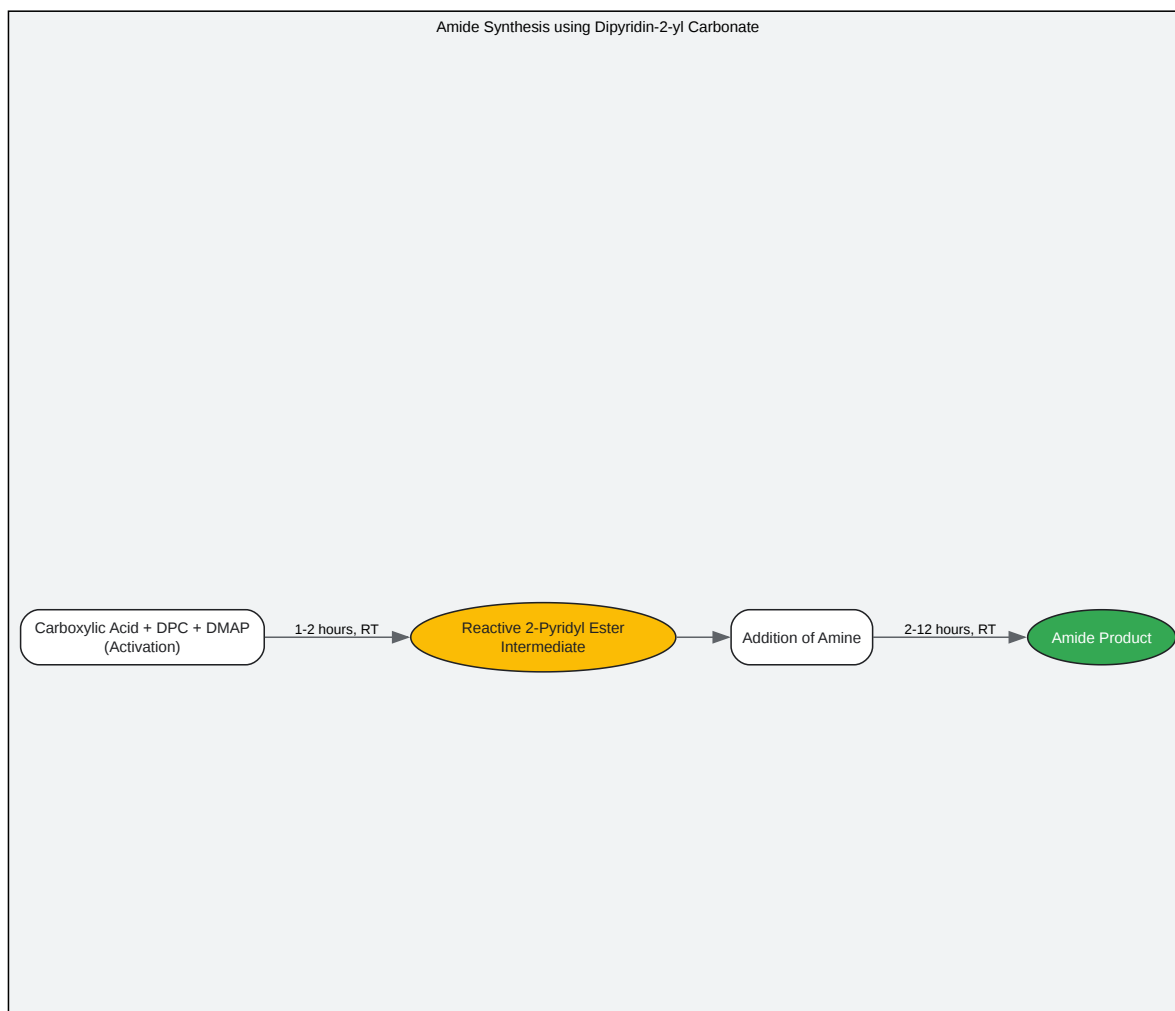 Amide Synthesis using Dipyridin-2-yl Carbonate
Carboxylic Acid + DPC + DMAP
(Activation)
1-2 hours, RT
Reactive 2-Pyridyl Ester
Intermediate
Addition of Amine
2-12 hours, RT
Amide Product